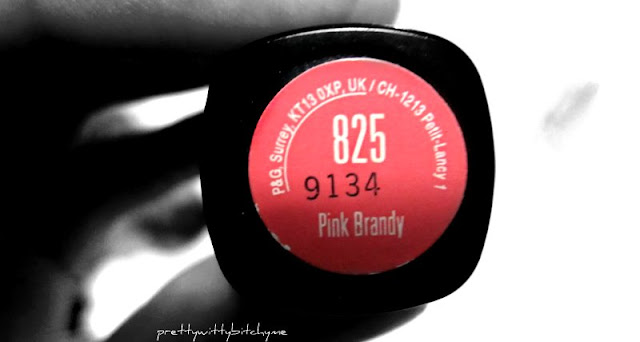 P&G, Surrey, KT13 0XP, UK / CH-1213 Petit-Lancy 1
825
9134
Pink Brandy
prettywittybitchyme